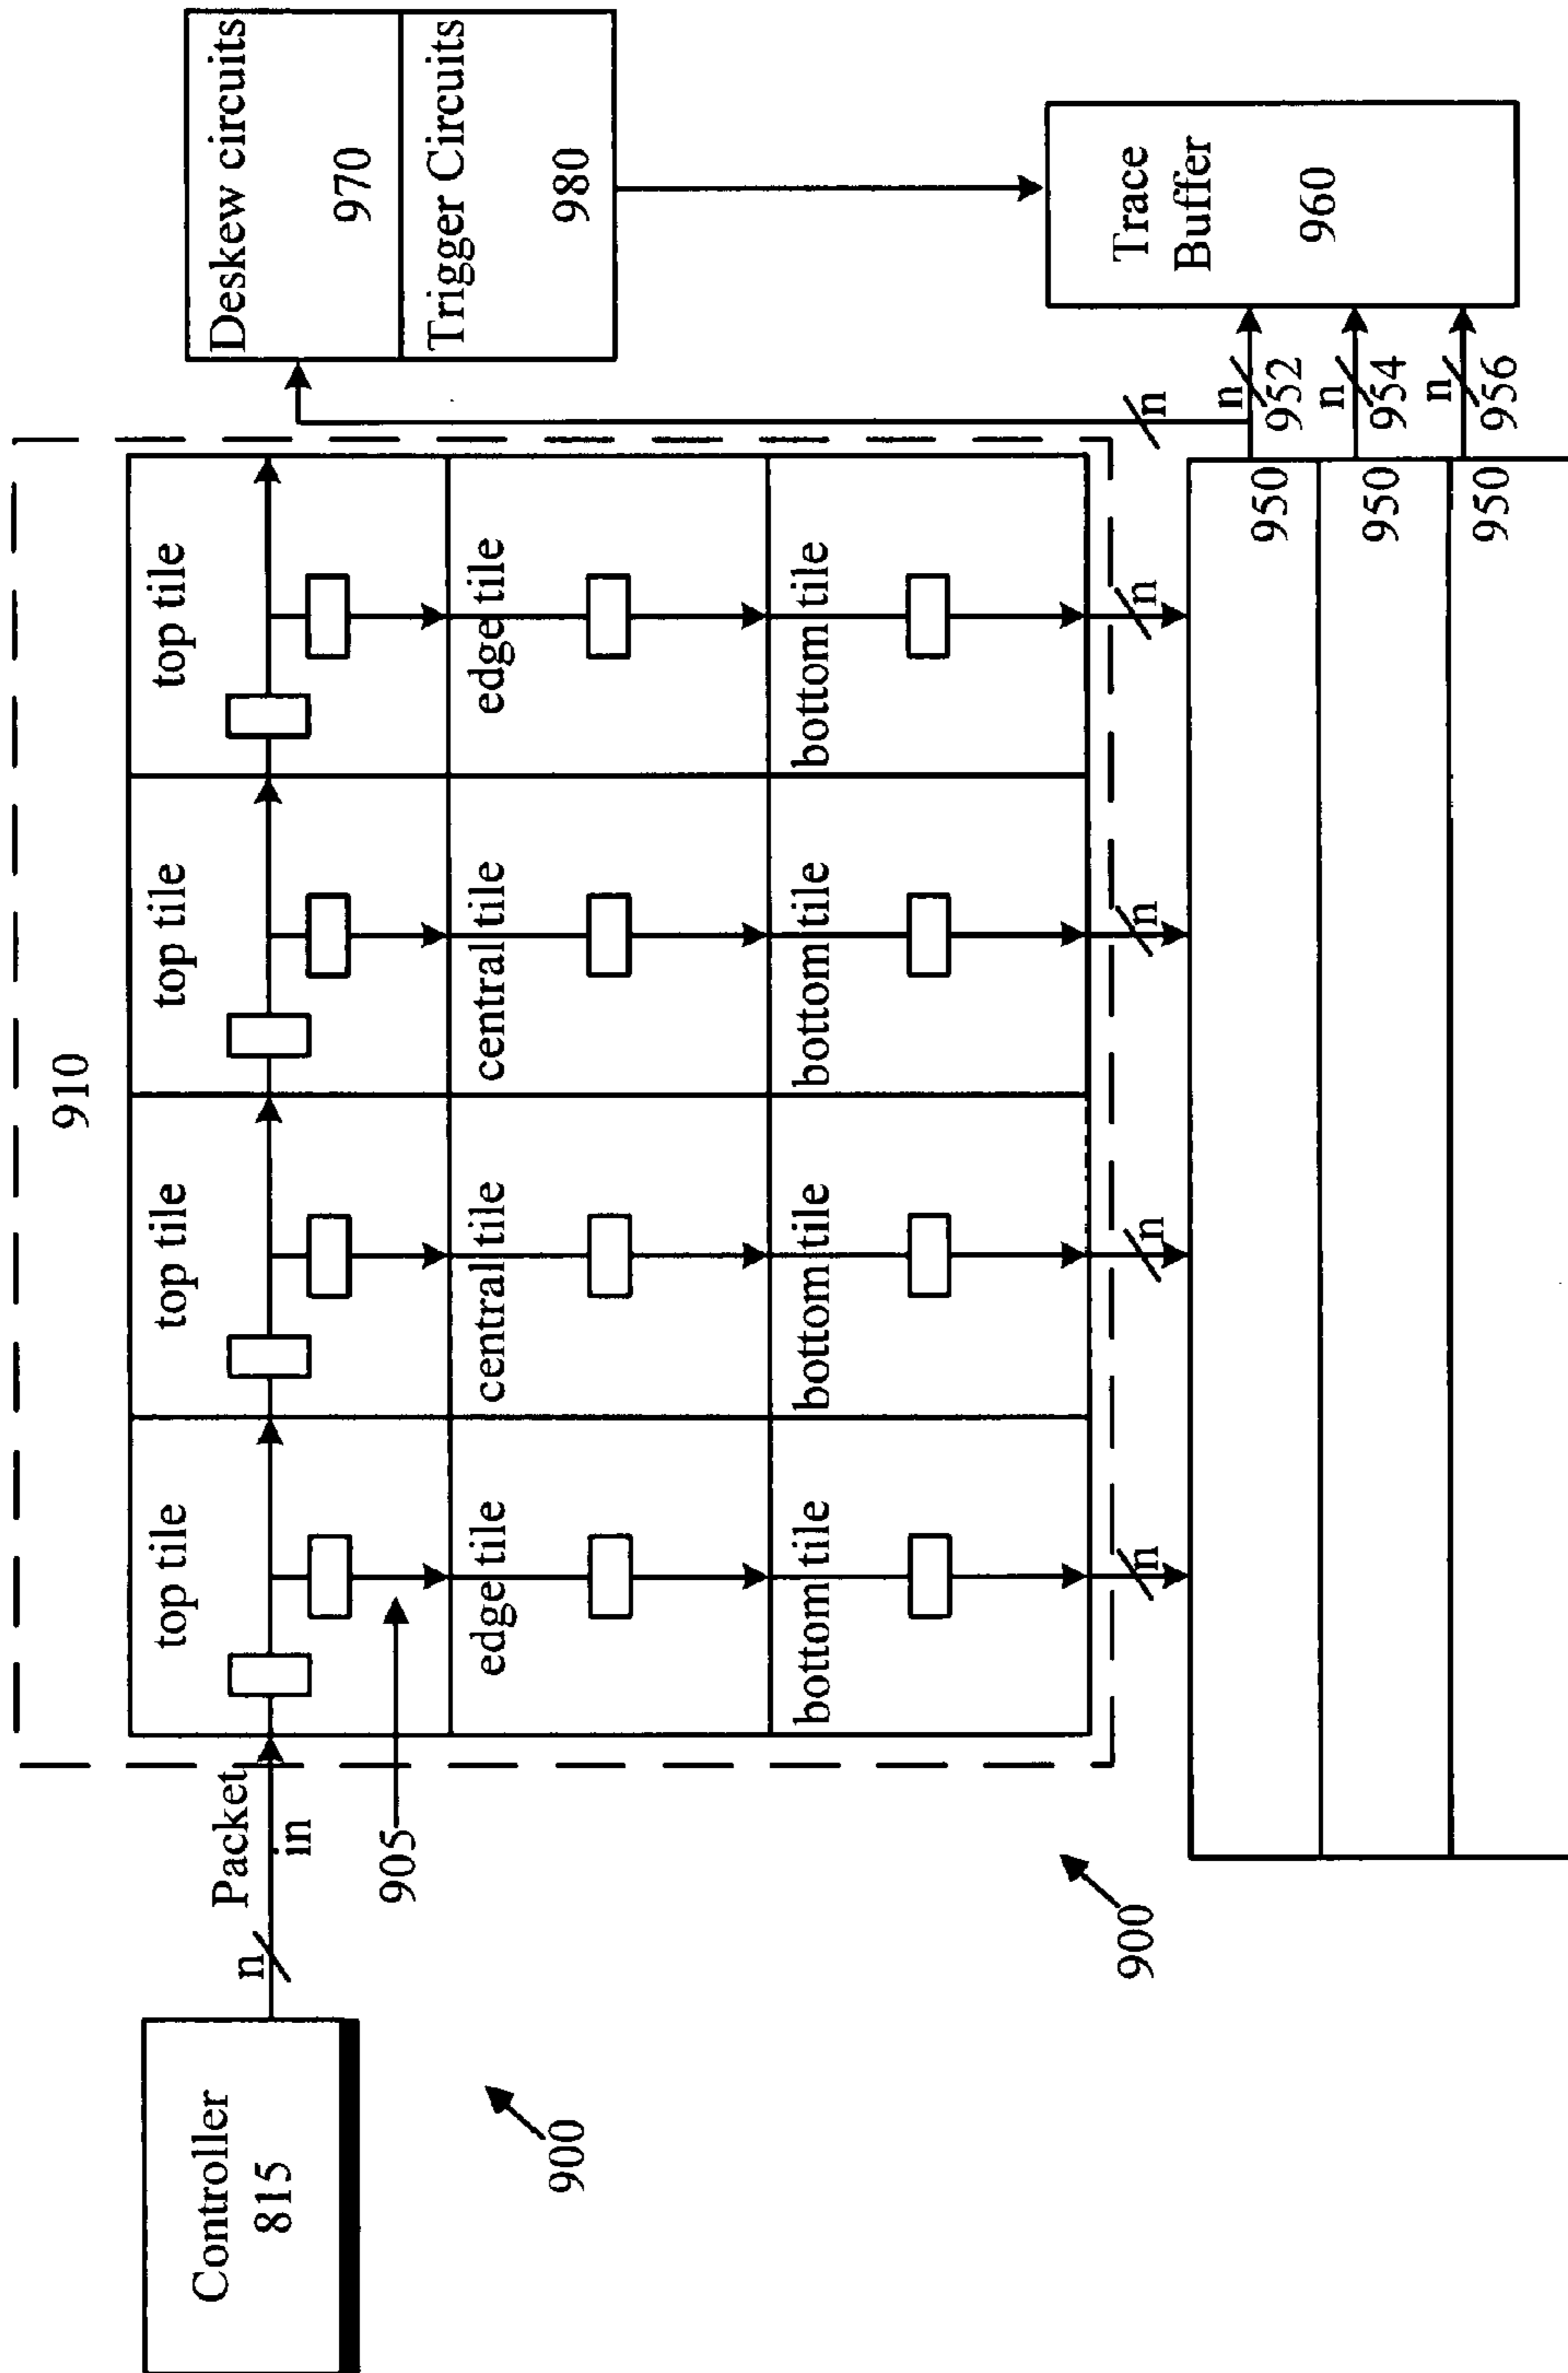 910
Controller
815
n
Packet
in
905
900
900
top tile
top tile
top tile
top tile
edge tile
central tile
central tile
edge tile
bottom tile
bottom tile
bottom tile
bottom tile
n
n
n
n
950
950
950
n
n
952
n
954
n
956
Deskew circuits
970
Trigger Circuits
980
Trace
Buffer
960